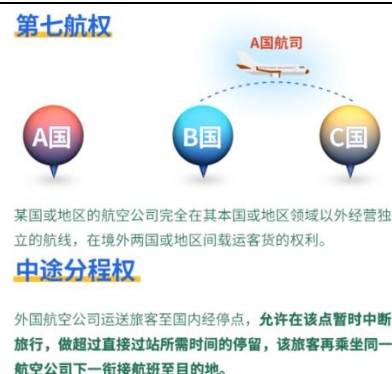 第七航权
A国航司
A国
B国
C国
某国或地区的航空公司完全在其本国或地区领域以外经营独
立的航线，在境外两国或地区间载运客货的权利。
中途分程权
外国航空公司运送旅客至国内经停点，允许在该点暂时中断
旅行，做超过直接过站所需时间的停留，该旅客再乘坐同一
航空公司下一衔接航班至目的地。